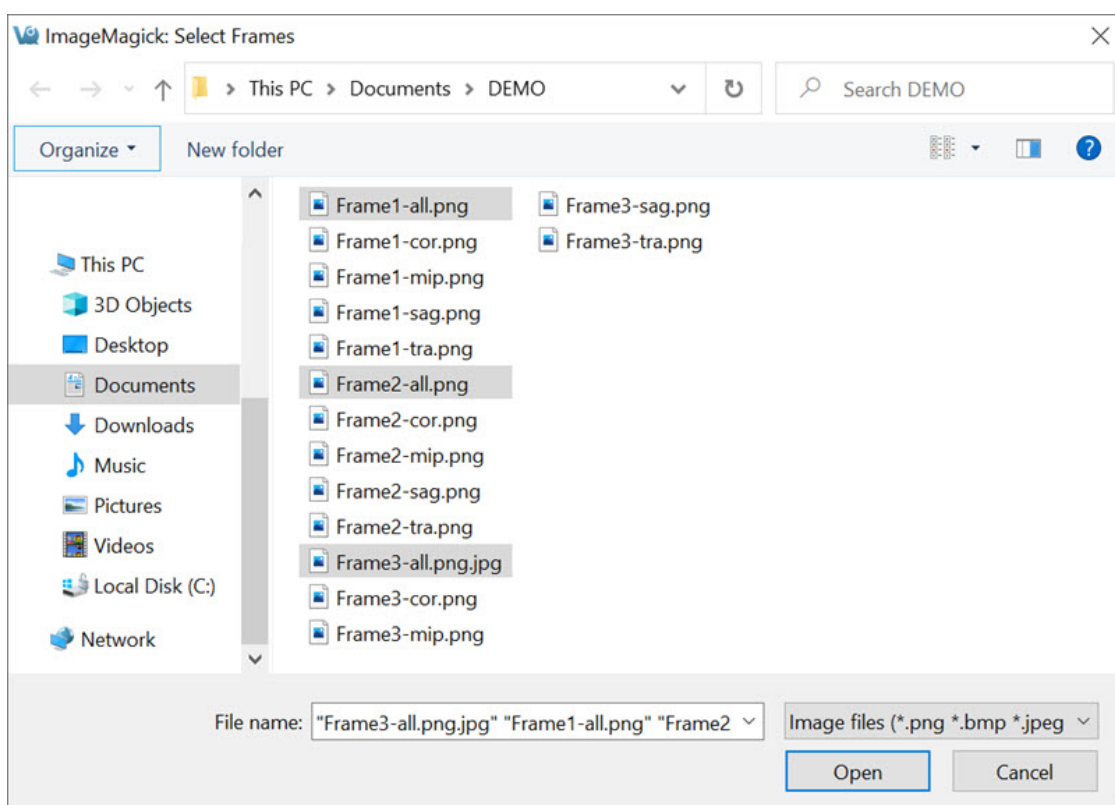 ImageMagick: Select Frames
This PC > Documents > DEMO
Search DEMO
Organize
New folder
This PC
3D Objects
Desktop
Documents
Downloads
Music
Pictures
Videos
Local Disk (C:)
Network
Frame1-all.png
Frame1-cor.png
Frame1-mip.png
Frame1-sag.png
Frame1-tra.png
Frame2-all.png
Frame2-cor.png
Frame2-mip.png
Frame2-sag.png
Frame2-tra.png
Frame3-all.png.jpg
Frame3-cor.png
Frame3-mip.png
Frame3-sag.png
Frame3-tra.png
File name: "Frame3-all.png.jpg" "Frame1-all.png" "Frame2
Image files (*.png *.bmp *.jpeg
Open
Cancel